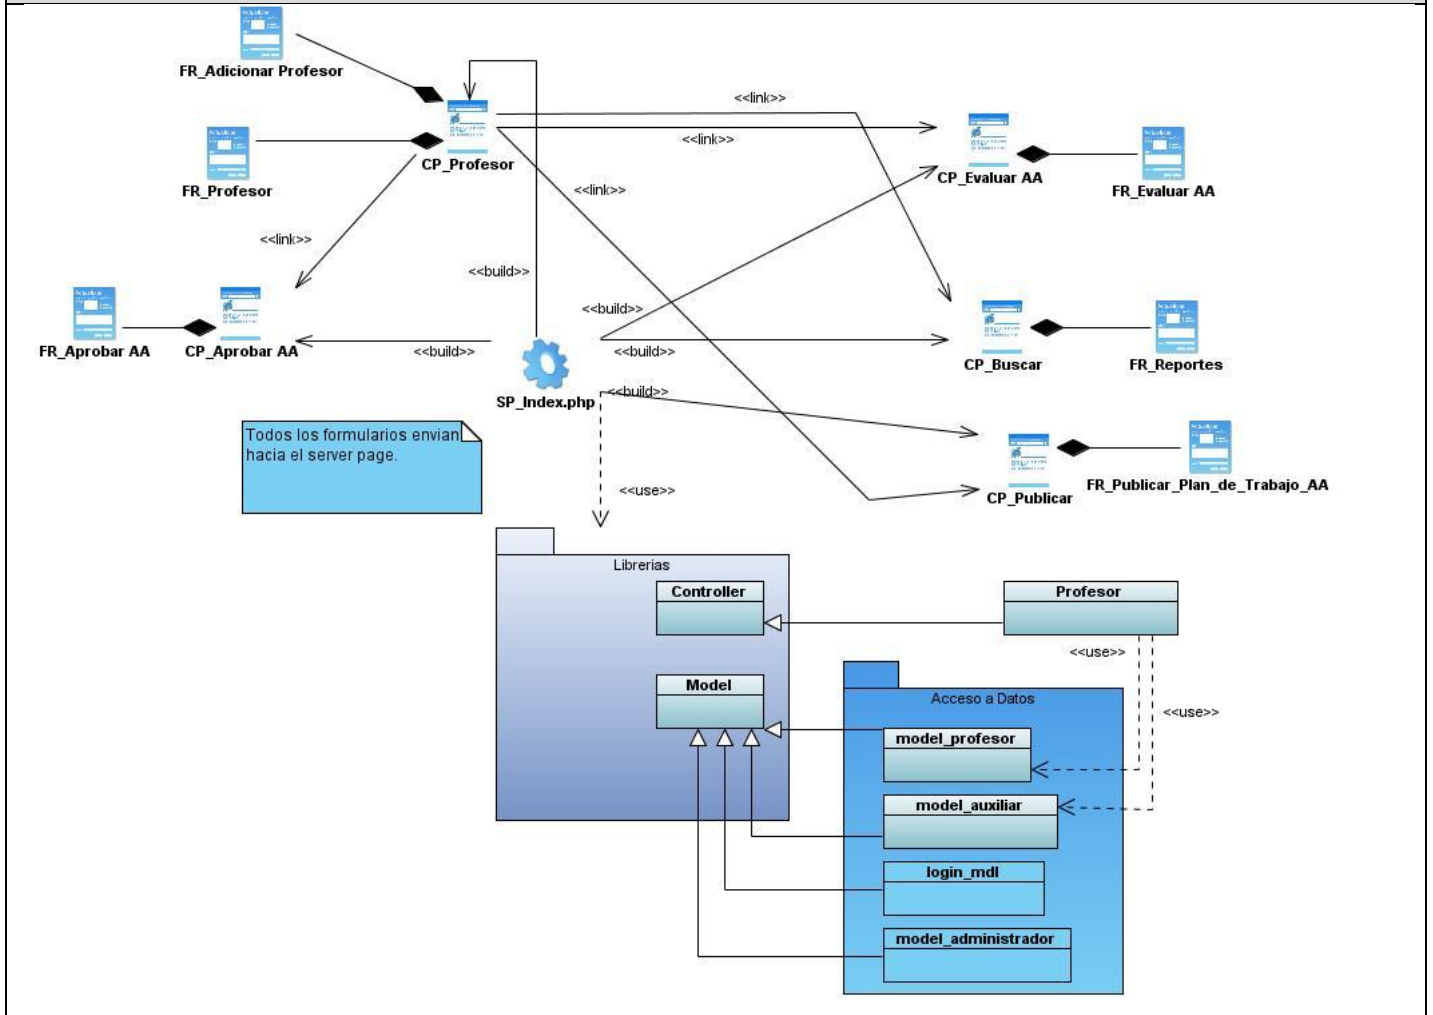 FR_Adicionar Profesor
<<link>>
<<link>>
CP_Profesor
CP_Evaluar AA
FR_Profesor
<<link>>
FR_Evaluar AA
<<link>>
<<build>>
<<build>>
FR_Aprobar AA
CP_Aprobar AA
<<build>>
<<build>>
CP_Buscar
FR_Reportes
SP_Index.php
<<build>>
Todos los formularios envian
hacia el server page.
<<use>>
CP_Publicar
FR_Publicar_Plan_de_Trabajo_AA
Librerias
Controller
Profesor
<<use>>
Model
Acceso a Datos
<<use>>
model_profesor
model_auxiliar
login_mdl
model_administrador